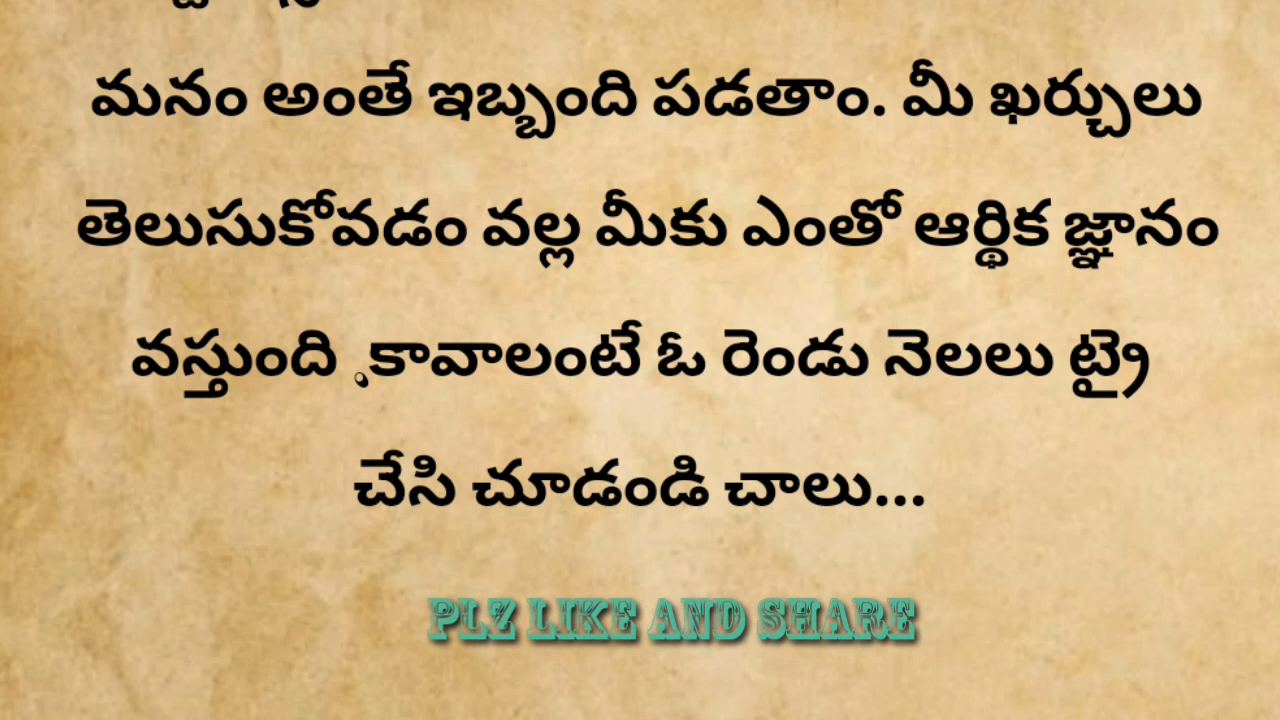 మనం అంతే ఇబ్బంది పడతాం. మీ ఖర్చులు
తెలుసుకోవడం వల్ల మీకు ఎంతో ఆర్థిక జ్ఞానం
వస్తుంది .కావాలంటే ఓ రెండు నెలలు ట్రై
చేసి చూడండి చాలు...
PLZ LIKE AND SHARE